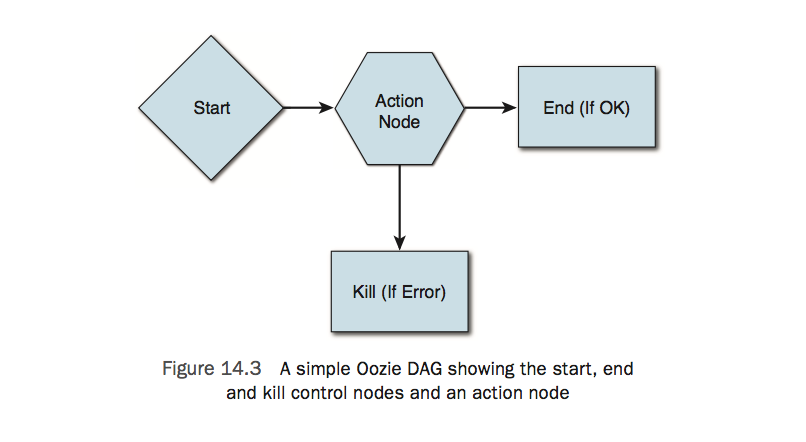 Start
Action
Node
End (If OK)
Kill (If Error)
Figure 14.3 A simple Oozie DAG showing the start, end
and kill control nodes and an action node